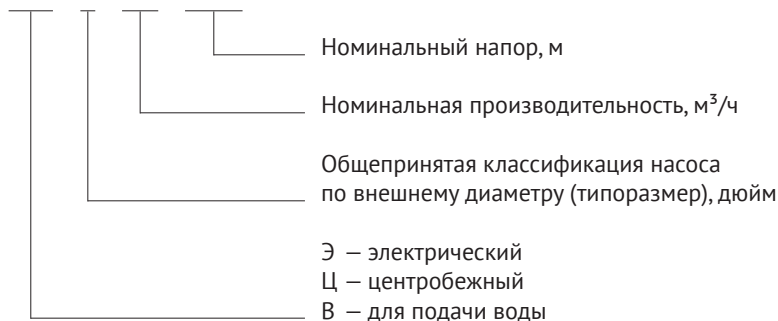 Номинальный напор, м
Номинальная производительность, м³/ч
Общепринятая классификация насоса
по внешнему диаметру (типоразмер), дюйм
Э — электрический
Ц — центробежный
В — для подачи воды